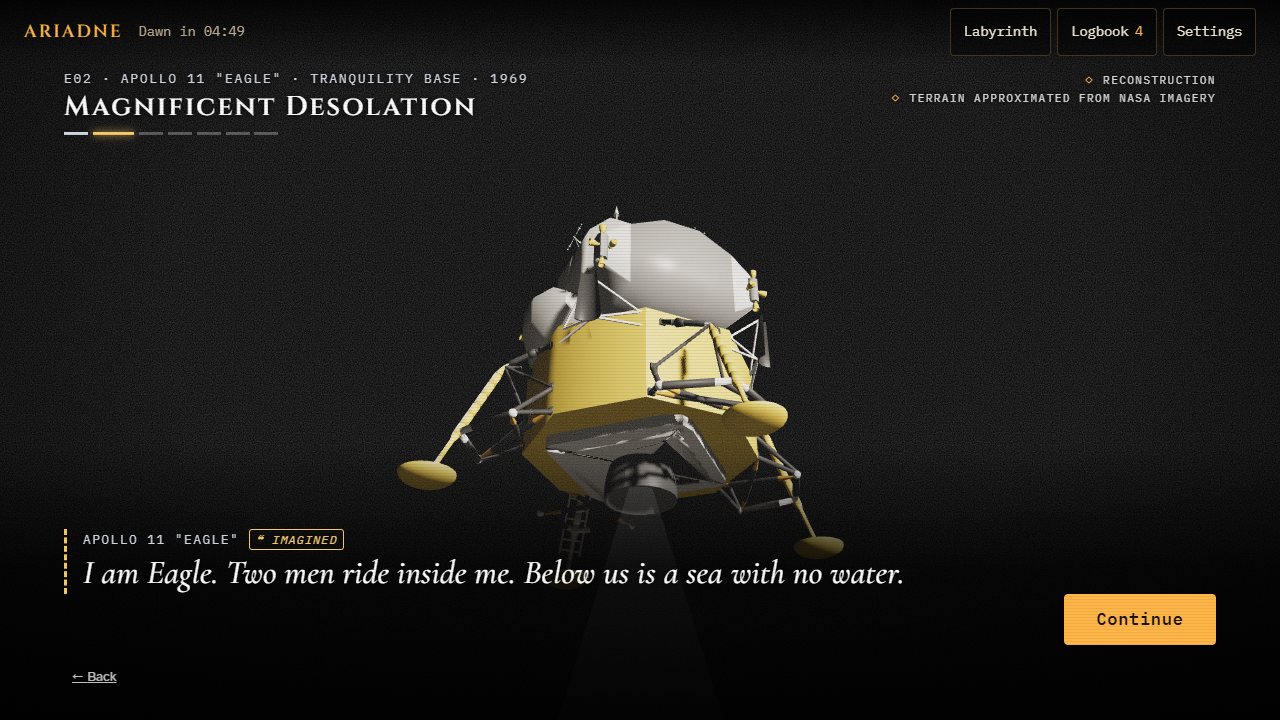 ARIADNE Dawn in 04:49 Labyrinth Logbook 4 Settings
E02 · APOLLO 11 "EAGLE" · TRANQUILITY BASE · 1969
MAGNIFICENT DESOLATION
◇ RECONSTRUCTION
◇ TERRAIN APPROXIMATED FROM NASA IMAGERY
APOLLO 11 "EAGLE" ❝ IMAGINED
I am Eagle. Two men ride inside me. Below us is a sea with no water.
Continue
← Back